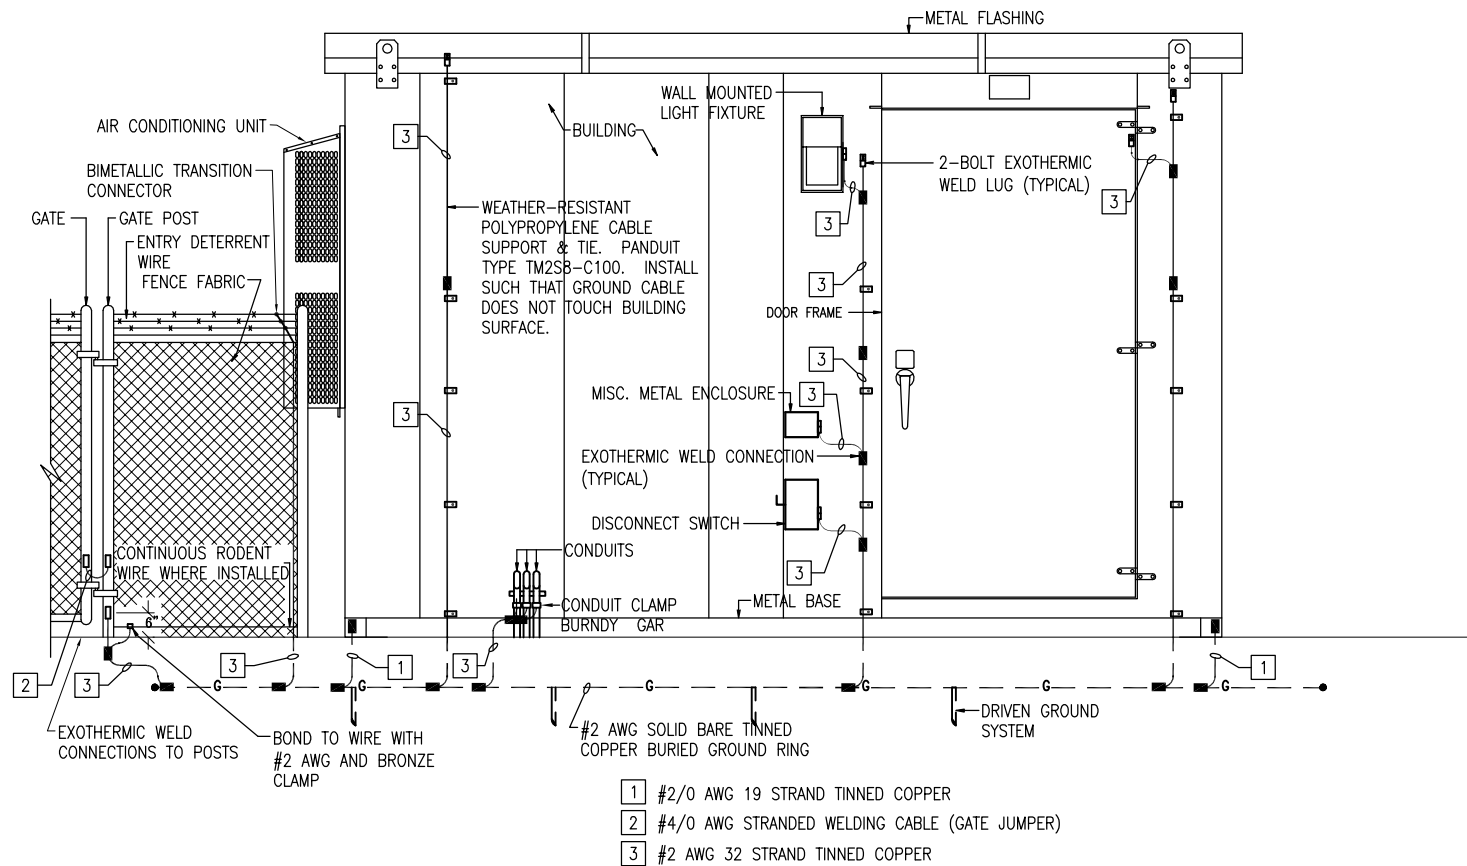 METAL FLASHING
WALL MOUNTED
LIGHT FIXTURE
AIR CONDITIONING UNIT
3
BUILDING
BIMETALLIC TRANSITION
CONNECTOR
2-BOLT EXOTHERMIC
WELD LUG (TYPICAL)
3
3
GATE
GATE POST
ENTRY DETERRENT
WIRE
FENCE FABRIC
WEATHER-RESISTANT
POLYPROPYLENE CABLE
SUPPORT & TIE. PANDUIT
TYPE TM2S8-C100. INSTALL
SUCH THAT GROUND CABLE
DOES NOT TOUCH BUILDING
SURFACE.
3
DOOR FRAME
3
MISC. METAL ENCLOSURE
3
3
EXOTHERMIC WELD CONNECTION
(TYPICAL)
DISCONNECT SWITCH
CONTINUOUS RODENT
WIRE WHERE INSTALLED
CONDUITS
3
CONDUIT CLAMP
BURNDY GAR
METAL BASE
6"
2
3
3
1
3
1
G
G
G
G
G
G
EXOTHERMIC WELD
CONNECTIONS TO POSTS
BOND TO WIRE WITH
#2 AWG AND BRONZE
CLAMP
#2 AWG SOLID BARE TINNED
COPPER BURIED GROUND RING
DRIVEN GROUND
SYSTEM
1 #2/0 AWG 19 STRAND TINNED COPPER
2 #4/0 AWG STRANDED WELDING CABLE (GATE JUMPER)
3 #2 AWG 32 STRAND TINNED COPPER